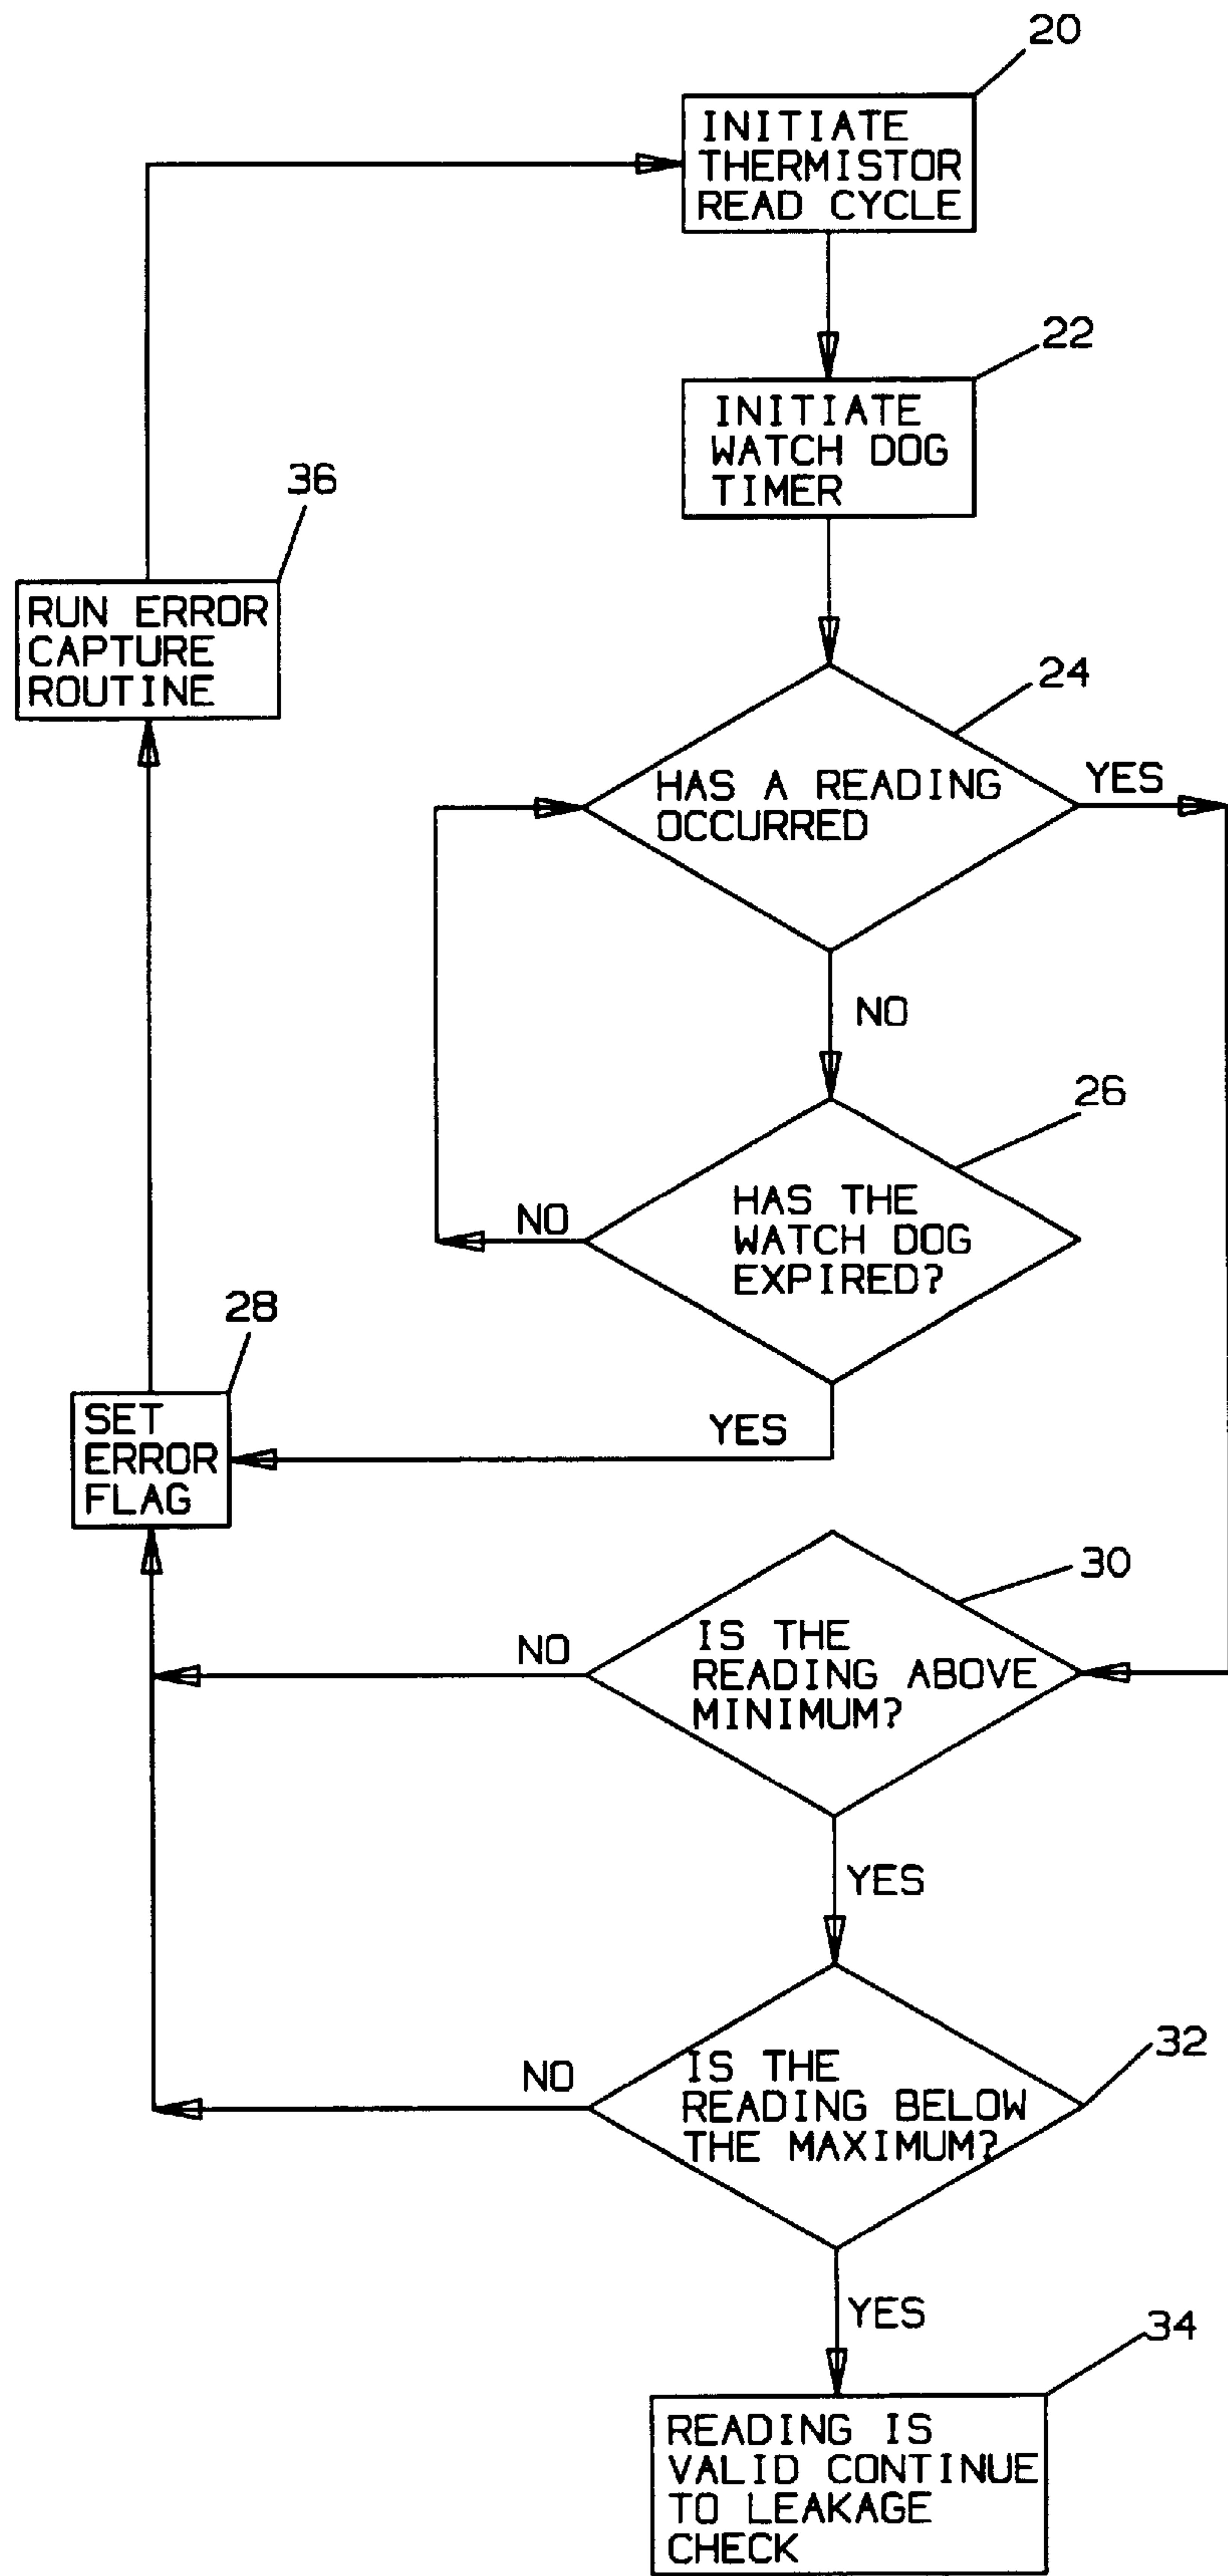 20
INITIATE
THERMISTOR
READ CYCLE
22
INITIATE
WATCH DOG
TIMER
36
RUN ERROR
CAPTURE
ROUTINE
24
HAS A READING
OCCURRED
YES
NO
26
HAS THE
WATCH DOG
EXPIRED?
NO
28
SET
ERROR
FLAG
YES
30
IS THE
READING ABOVE
MINIMUM?
NO
YES
32
IS THE
READING BELOW
THE MAXIMUM?
NO
YES
34
READING IS
VALID CONTINUE
TO LEAKAGE
CHECK